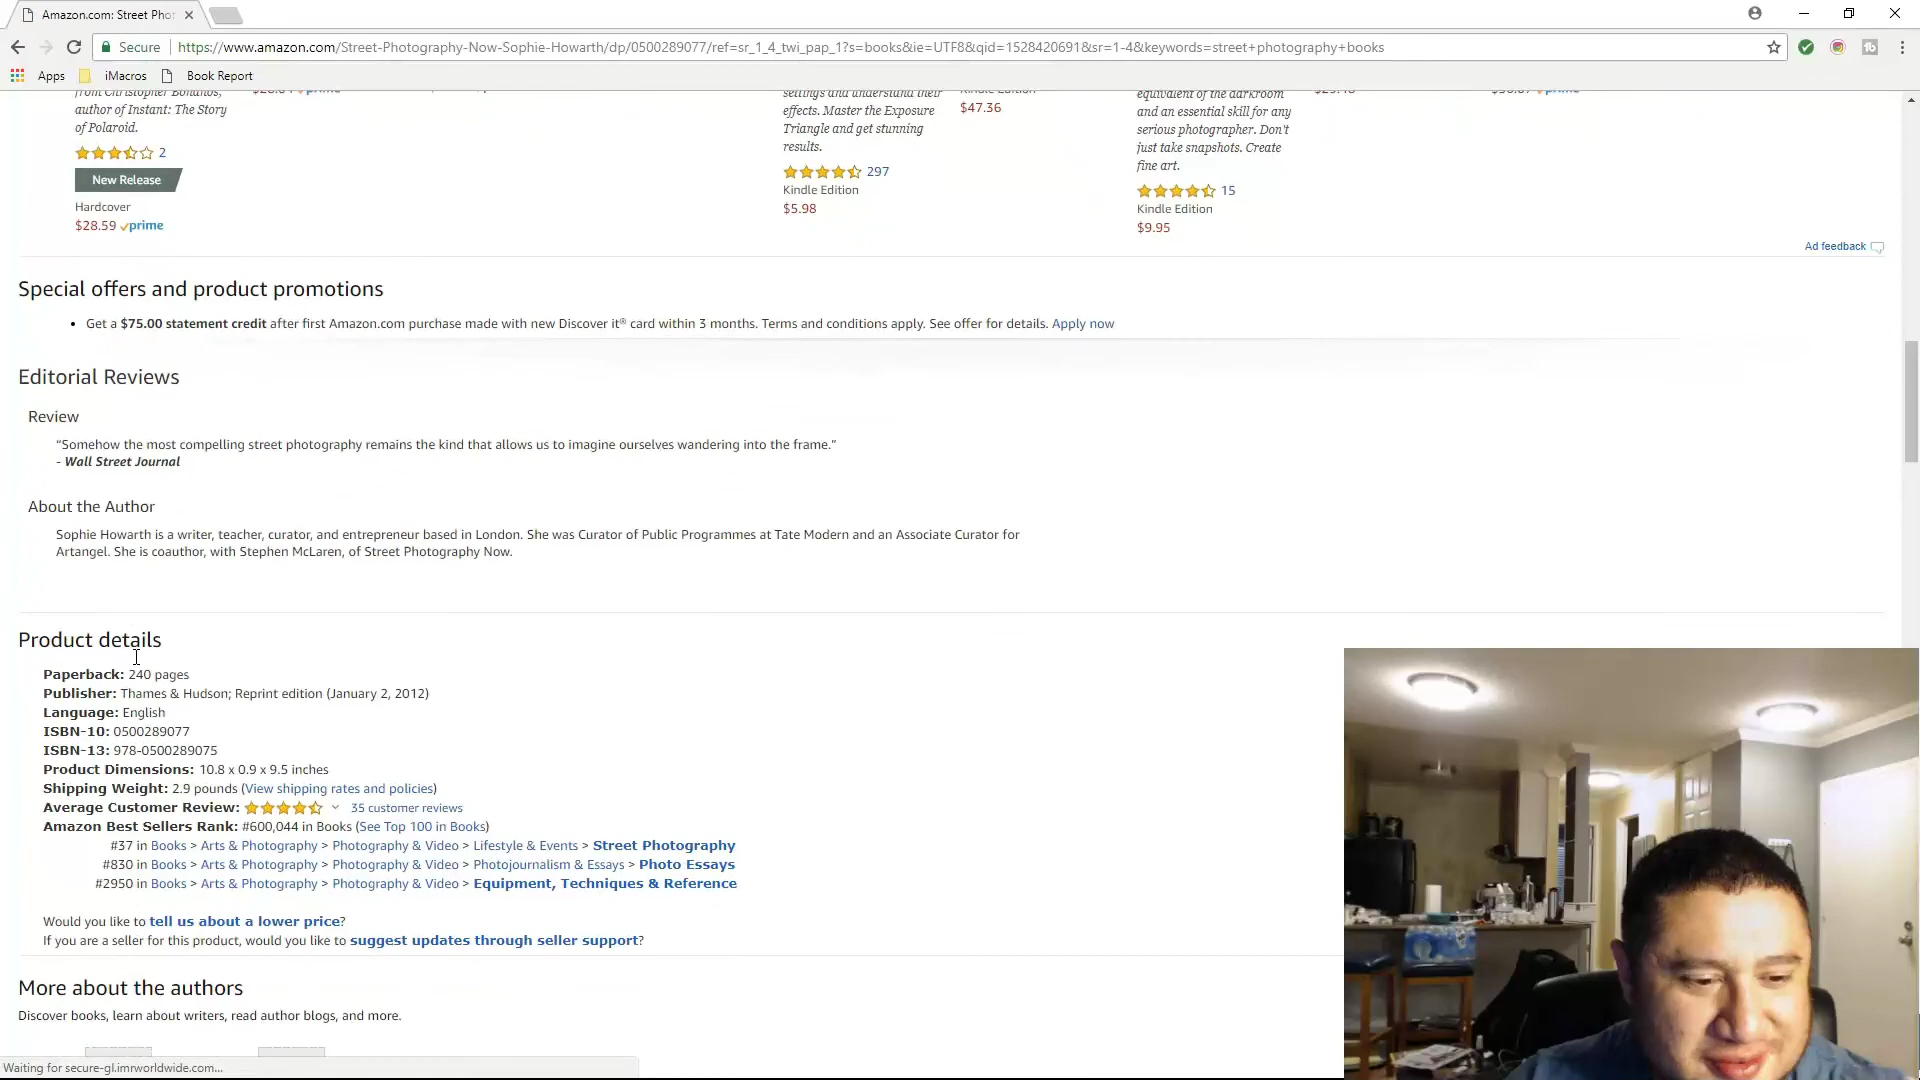 Amazon.com: Street Pho
Secure
https://www.amazon.com/Street-Photography-Now-Sophie-Howarth/dp/0500289077/ref=sr_1_4_twi_pap_1?s=books&ie=UTF8&qid=1528420691&sr=1-4&keywords=street+photography+books
Apps iMacros Book Report
from Christopher Bonanos,
author of Instant: The Story
of Polaroid.
2
New Release
Hardcover
$28.59 prime
settings and understand their
effects. Master the Exposure
Triangle and get stunning
results.
297
Kindle Edition
$5.98
Kindle Edition
$47.36
equivalent of the darkroom
and an essential skill for any
serious photographer. Don't
just take snapshots. Create
fine art.
15
Kindle Edition
$9.95
Ad feedback
Special offers and product promotions
• Get a $75.00 statement credit after first Amazon.com purchase made with new Discover it® card within 3 months. Terms and conditions apply. See offer for details. Apply now
Editorial Reviews
Review
“Somehow the most compelling street photography remains the kind that allows us to imagine ourselves wandering into the frame.”
- Wall Street Journal
About the Author
Sophie Howarth is a writer, teacher, curator, and entrepreneur based in London. She was Curator of Public Programmes at Tate Modern and an Associate Curator for
Artangel. She is coauthor, with Stephen McLaren, of Street Photography Now.
Product details
Paperback: 240 pages
Publisher: Thames & Hudson; Reprint edition (January 2, 2012)
Language: English
ISBN-10: 0500289077
ISBN-13: 978-0500289075
Product Dimensions: 10.8 x 0.9 x 9.5 inches
Shipping Weight: 2.9 pounds (View shipping rates and policies)
Average Customer Review: 35 customer reviews
Amazon Best Sellers Rank: #600,044 in Books (See Top 100 in Books)
#37 in Books > Arts & Photography > Photography & Video > Lifestyle & Events > Street Photography
#830 in Books > Arts & Photography > Photography & Video > Photojournalism & Essays > Photo Essays
#2950 in Books > Arts & Photography > Photography & Video > Equipment, Techniques & Reference
Would you like to tell us about a lower price?
If you are a seller for this product, would you like to suggest updates through seller support?
More about the authors
Discover books, learn about writers, read author blogs, and more.
Waiting for secure-gl.imrworldwide.com...